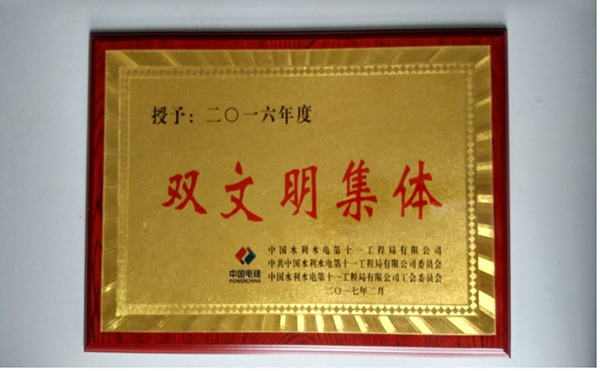 授予：二〇一六年度
双文明集体
中国水利水电第十一工程局有限公司
中共中国水利水电第十一工程局有限公司委员会
中国水利水电第十一工程局有限公司工会委员会
二〇一七年二月
中国电建
POWERCHINA